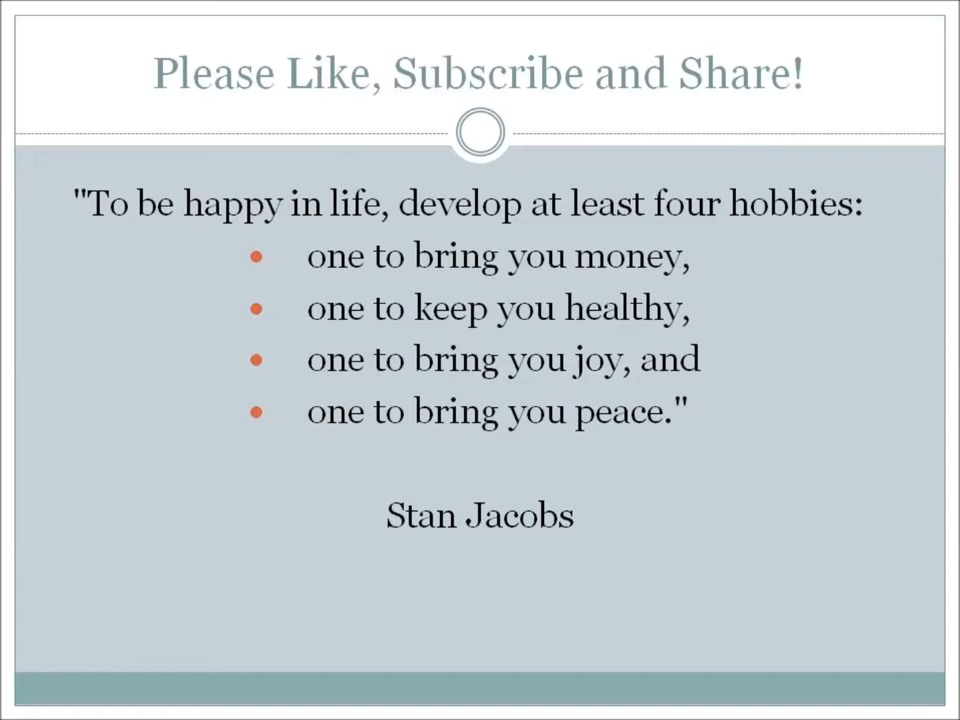 Please Like, Subscribe and Share!
"To be happy in life, develop at least four hobbies:
• one to bring you money,
• one to keep you healthy,
• one to bring you joy, and
• one to bring you peace."
Stan Jacobs